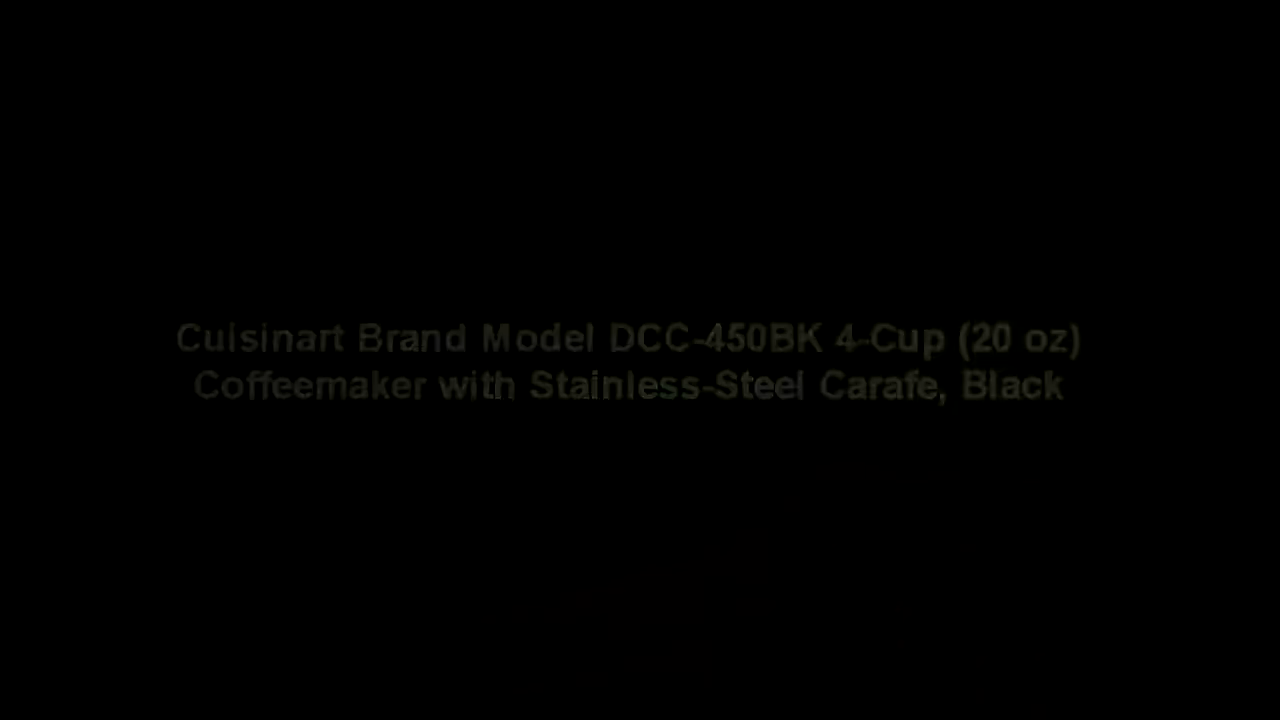 Cuisinart Brand Model DCC-450BK 4-Cup (20 oz)
Coffeemaker with Stainless-Steel Carafe, Black